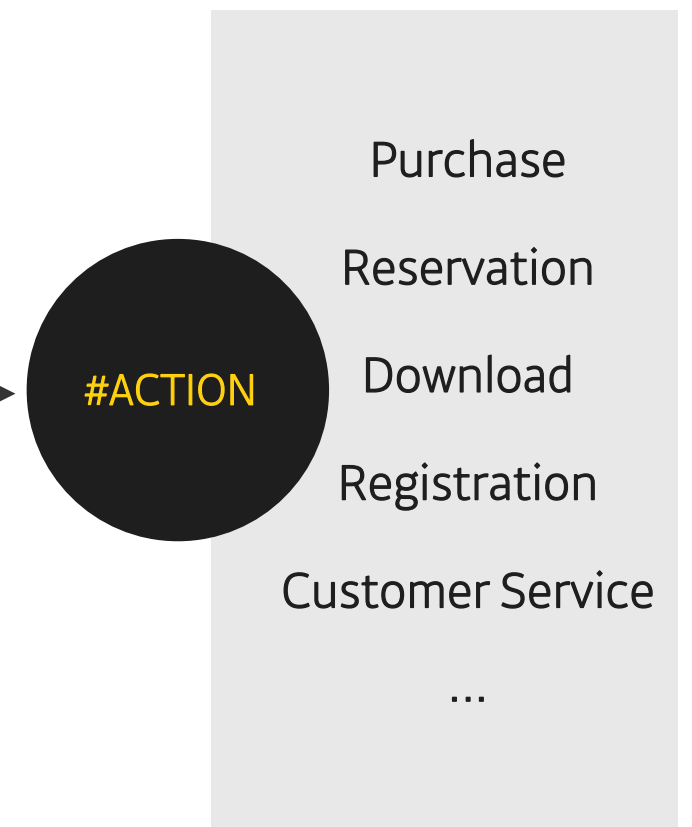 #ACTION
Purchase
Reservation
Download
Registration
Customer Service
...